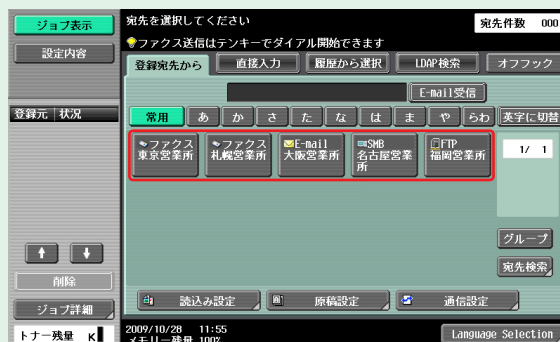 ジョブ表示
設定内容
登録元 状況
削除
ジョブ詳細
トナー残量 K
宛先を選択してください
宛先件数 000
ファクス送信はテンキーでダイアル開始できます
登録宛先から 直接入力 履歴から選択 LDAP検索 オフフック
E-mail受信
常用 あ か さ た な は ま や らわ 英字に切替
ファクス 東京営業所
ファクス 札幌営業所
E-mail 大阪営業所
SMB 名古屋営業所
FTP 福岡営業所
1/ 1
グループ
宛先検索
読込み設定 原稿設定 通信設定
2009/10/28 11:55
メモリー残量 100%
Language Selection